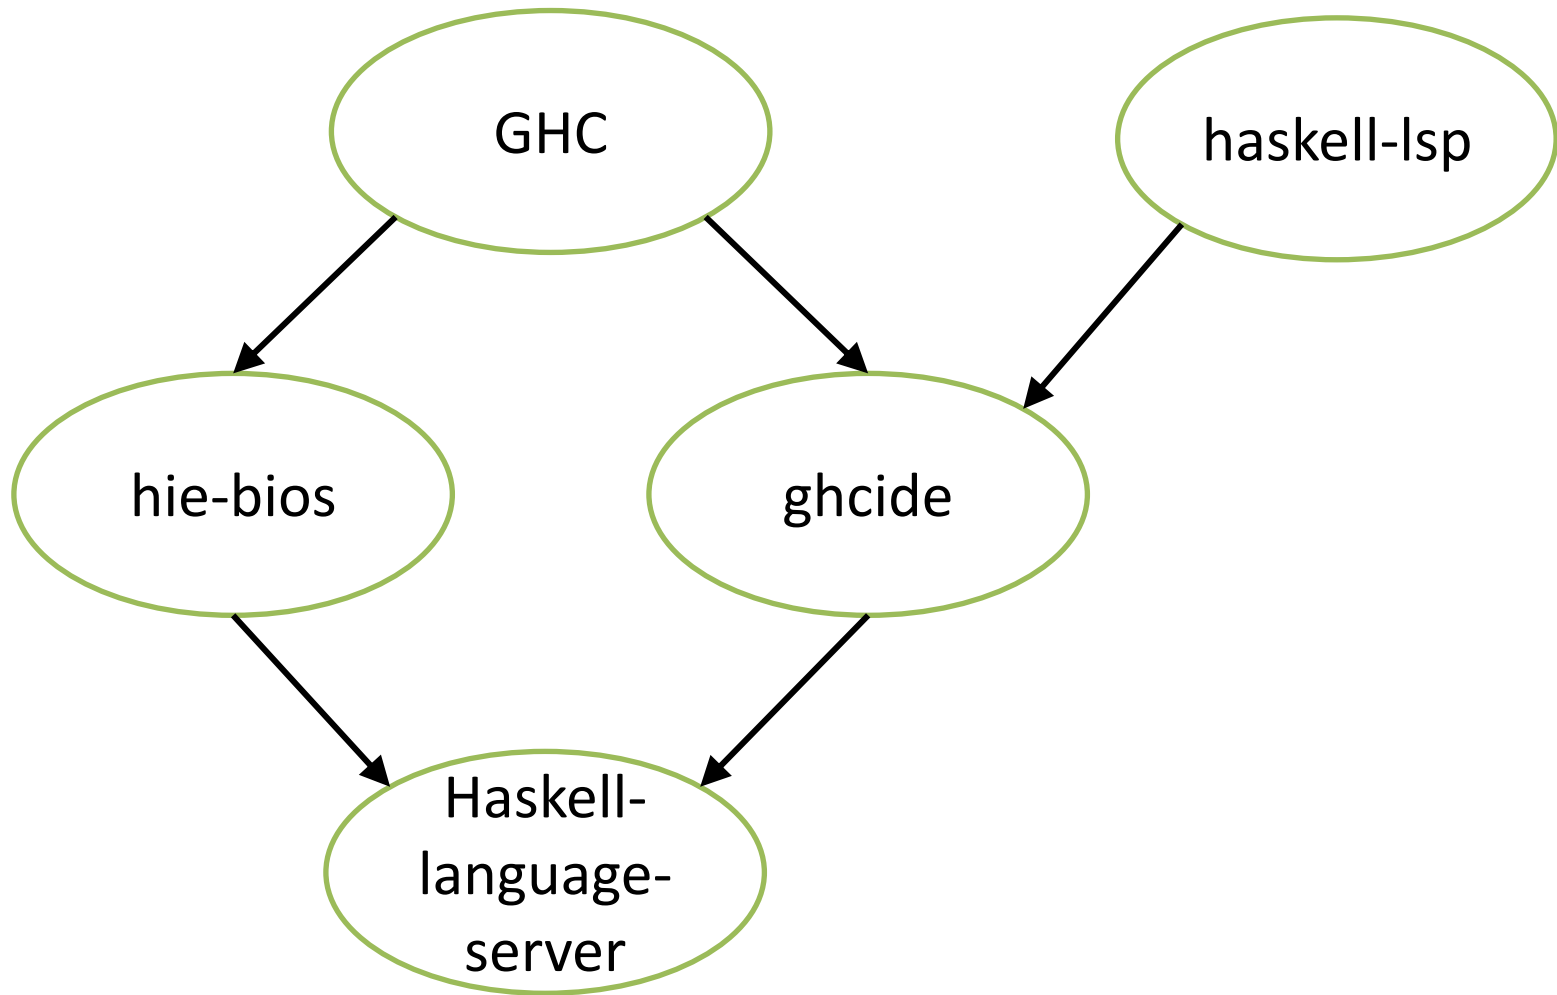 GHC
haskell-lsp
hie-bios
ghcide
Haskell-
language-
server